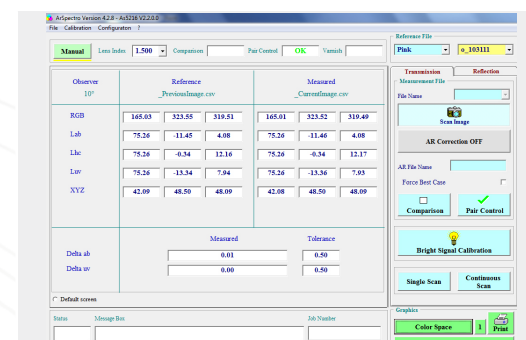 ArSpectro Version 4.2.8 - As5216 V2.2.0.0
File Calibration Configuration ?
Manual Lens Index 1.500 Comparison Pair Control OK Varnish
Reference File
Pink o_103111
Transmission Reflection
Measurement File
File Name
Scan Image
AR Correction OFF
AR File Name
Force Best Case
Comparison Pair Control
Bright Signal Calibration
Single Scan Continuous Scan
Graphics
Color Space 1 Print
Observer Reference Measured
10° _PreviousImage.csv _CurrentImage.csv
RGB 165.03 323.55 319.51 165.01 323.52 319.49
Lab 75.26 -11.45 4.08 75.26 -11.46 4.08
Lhc 75.26 -0.34 12.16 75.26 -0.34 12.17
Luv 75.26 -13.34 7.94 75.26 -13.36 7.93
XYZ 42.09 48.50 48.09 42.08 48.50 48.09
Measured Tolerance
Delta ab 0.01 0.50
Delta uv 0.00 0.50
Default screen
Status Message Box Job Number